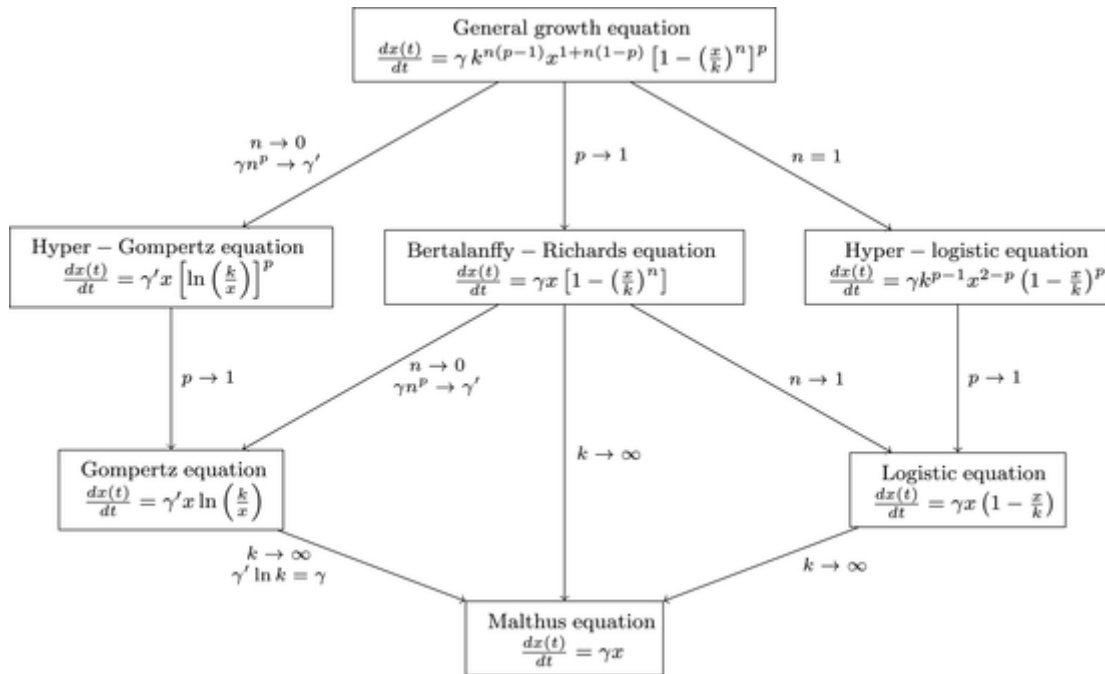 General growth equation
dx(t)/dt = γ k^{n(p−1)} x^{1+n(1−p)} [1 − (x/k)^n]^p
n → 0
γn^p → γ′
p → 1
n = 1
Hyper − Gompertz equation
dx(t)/dt = γ′x [ln (k/x)]^p
Bertalanffy − Richards equation
dx(t)/dt = γx [1 − (x/k)^n]
Hyper − logistic equation
dx(t)/dt = γk^{p−1} x^{2−p} (1 − x/k)^p
p → 1
n → 0
γn^p → γ′
n → 1
p → 1
k → ∞
Gompertz equation
dx(t)/dt = γ′x ln (k/x)
Logistic equation
dx(t)/dt = γx (1 − x/k)
k → ∞
γ′ ln k = γ
k → ∞
Malthus equation
dx(t)/dt = γx